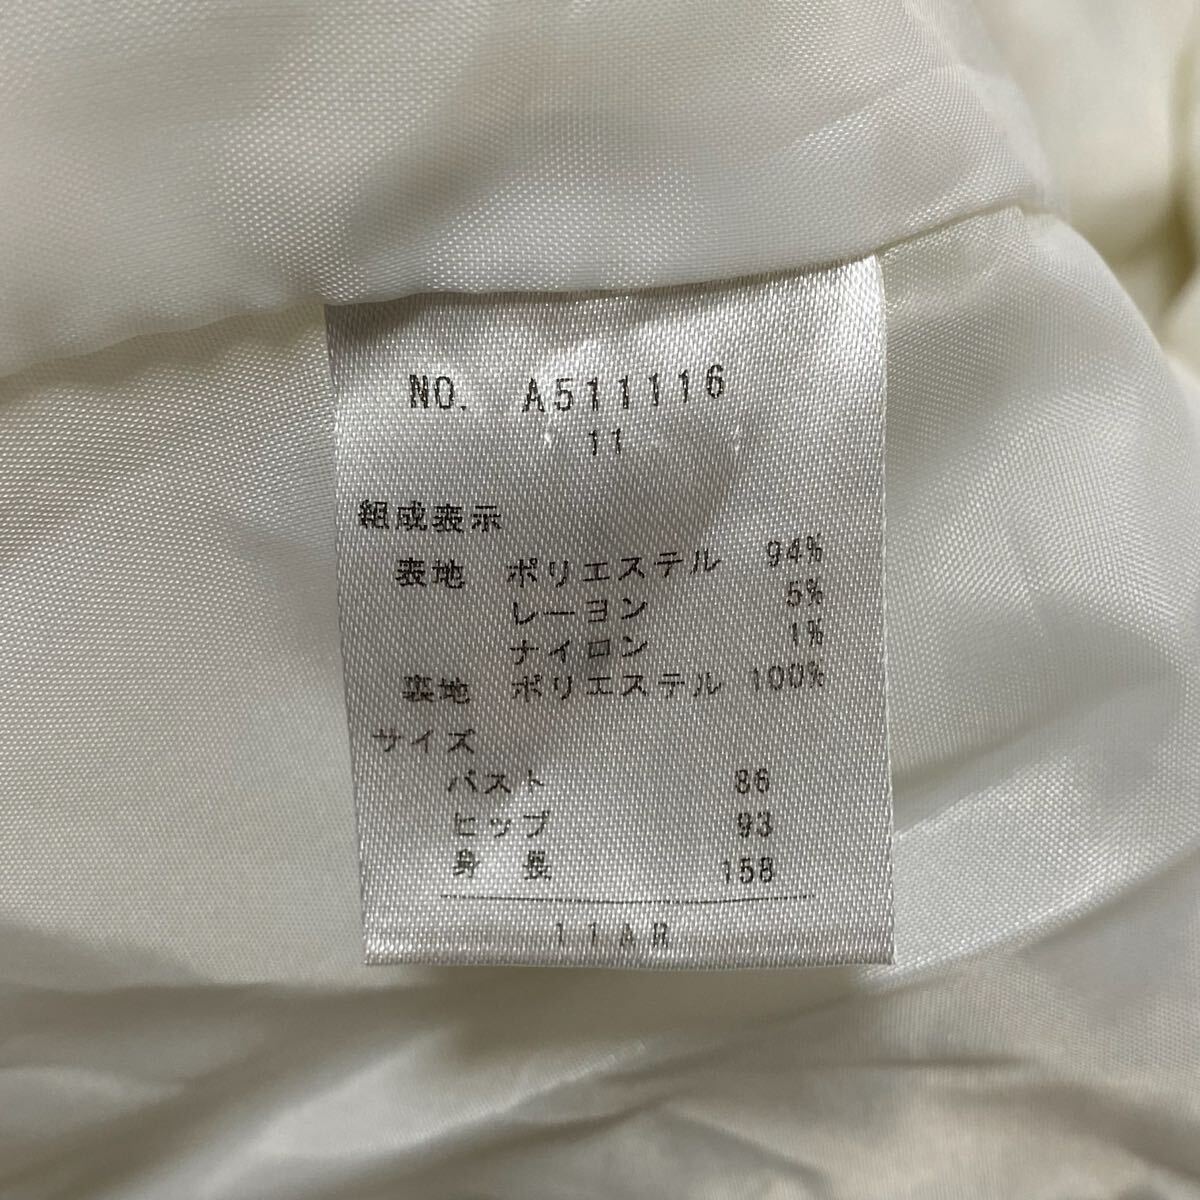 NO. A511116
11
組成表示
表地 ポリエステル 94%
レーヨン 5%
ナイロン 1%
裏地 ポリエステル 100%
サイズ
バスト 86
ヒップ 93
身 長 158
11AR